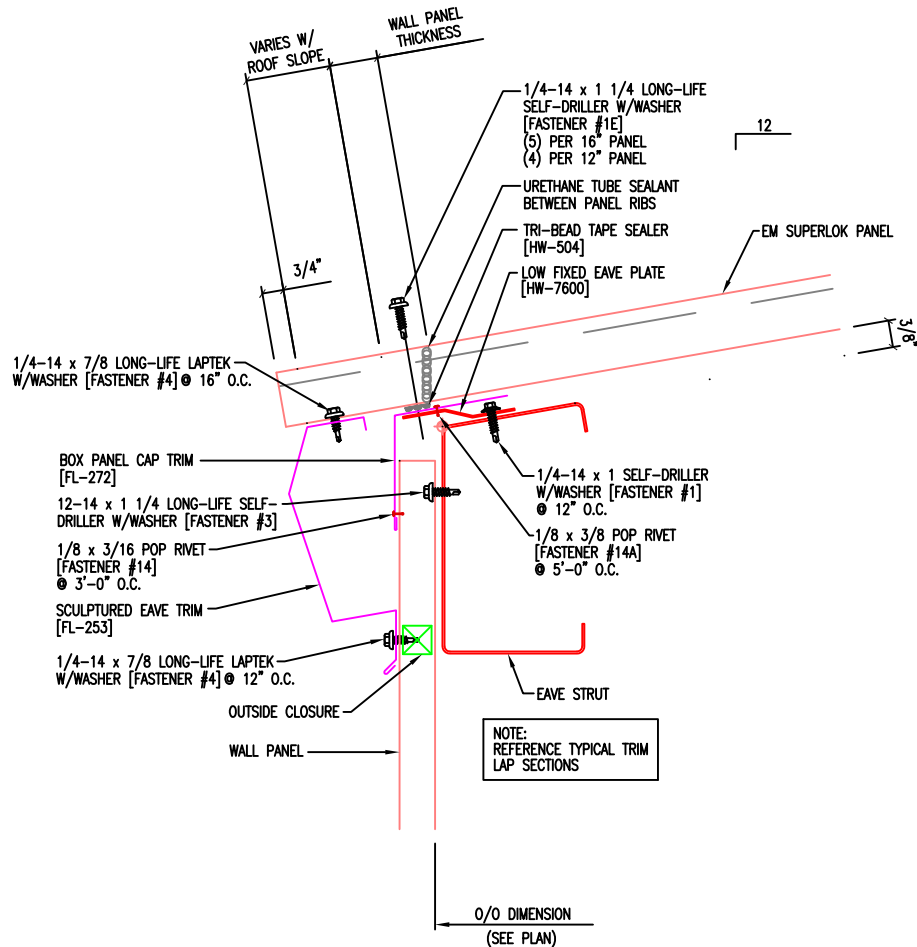 VARIES W/
ROOF SLOPE
WALL PANEL
THICKNESS
1/4-14 x 1 1/4 LONG-LIFE
SELF-DRILLER W/WASHER
[FASTENER #1E]
(5) PER 16" PANEL
(4) PER 12" PANEL
12
URETHANE TUBE SEALANT
BETWEEN PANEL RIBS
TRI-BEAD TAPE SEALER
[HW-504]
EM SUPERLOK PANEL
LOW FIXED EAVE PLATE
[HW-7600]
3/4"
3/8"
1/4-14 x 7/8 LONG-LIFE LAPTEK
W/WASHER [FASTENER #4] @ 16" O.C.
BOX PANEL CAP TRIM
[FL-272]
12-14 x 1 1/4 LONG-LIFE SELF-
DRILLER W/WASHER [FASTENER #3]
1/8 x 3/16 POP RIVET
[FASTENER #14]
@ 3'-0" O.C.
SCULPTURED EAVE TRIM
[FL-253]
1/4-14 x 7/8 LONG-LIFE LAPTEK
W/WASHER [FASTENER #4] @ 12" O.C.
OUTSIDE CLOSURE
WALL PANEL
1/4-14 x 1 SELF-DRILLER
W/WASHER [FASTENER #1]
@ 12" O.C.
1/8 x 3/8 POP RIVET
[FASTENER #14A]
@ 5'-0" O.C.
EAVE STRUT
NOTE:
REFERENCE TYPICAL TRIM
LAP SECTIONS
O/O DIMENSION
(SEE PLAN)